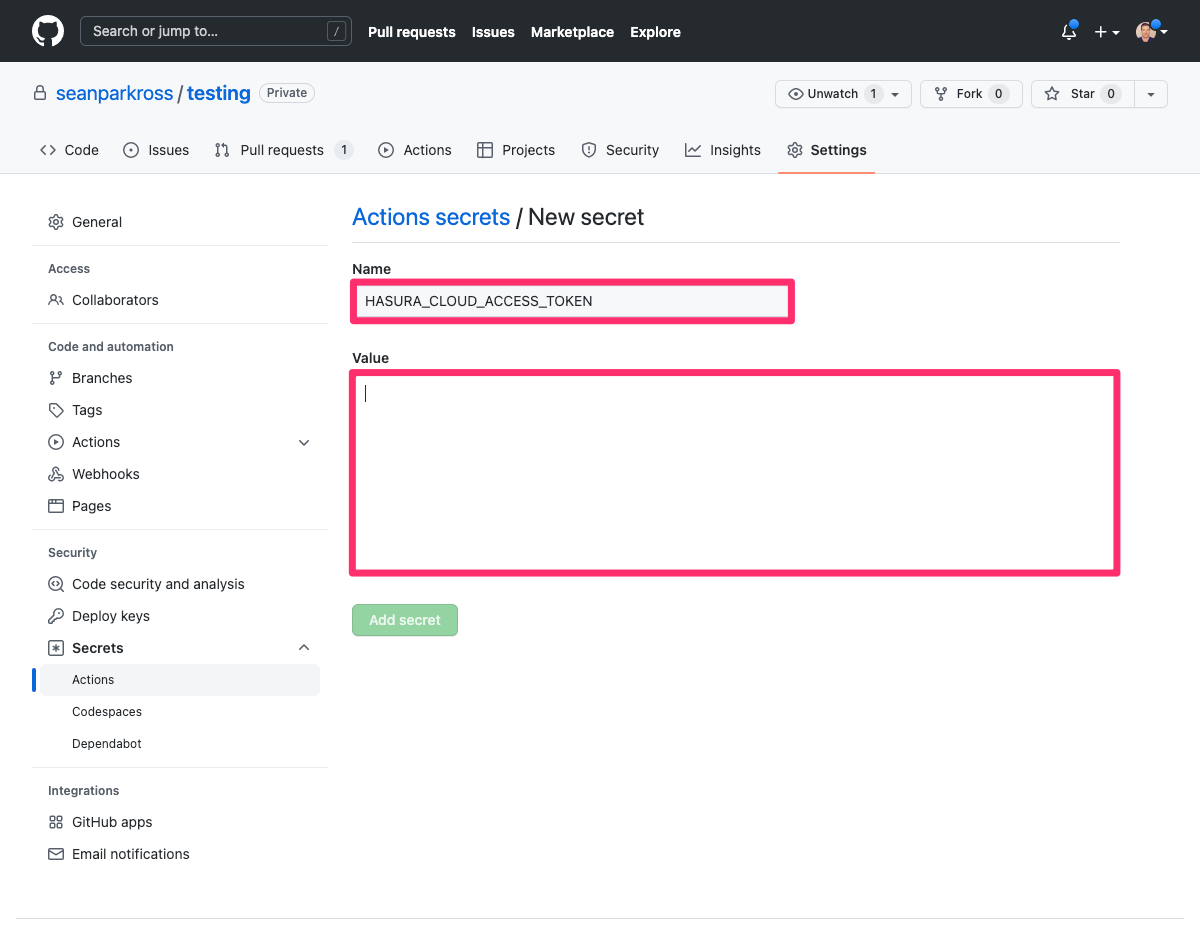 Search or jump to... /
Pull requests Issues Marketplace Explore
seanparkross / testing Private
Unwatch 1 Fork 0 Star 0
Code Issues Pull requests 1 Actions Projects Security Insights Settings
General
Access
Collaborators
Code and automation
Branches
Tags
Actions
Webhooks
Pages
Security
Code security and analysis
Deploy keys
Secrets
Actions
Codespaces
Dependabot
Integrations
GitHub apps
Email notifications
Actions secrets / New secret
Name
HASURA_CLOUD_ACCESS_TOKEN
Value
Add secret